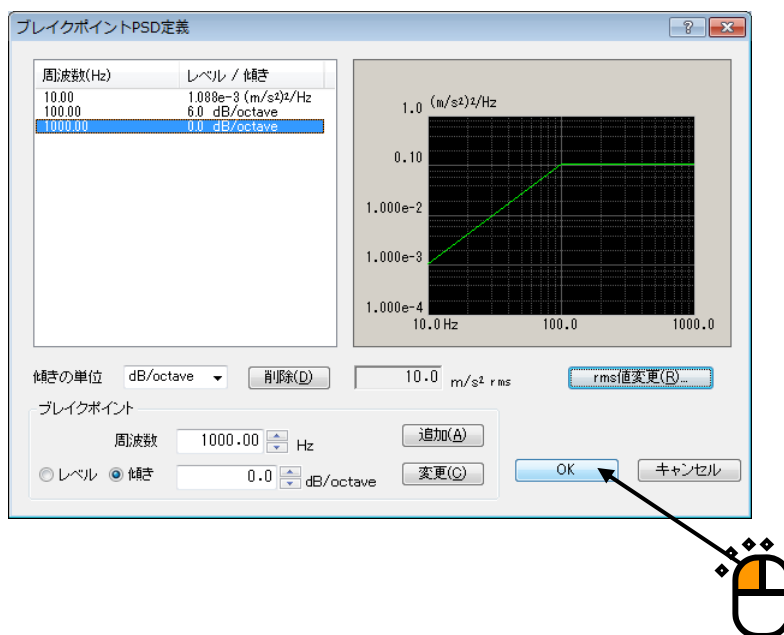 ブレイクポイントPSD定義
周波数(Hz) レベル / 傾き
10.00 1.088e-3 (m/s2)2/Hz
100.00 6.0 dB/octave
1000.00 0.0 dB/octave
1.0 (m/s2)2/Hz
0.10
1.000e-2
1.000e-3
1.000e-4
10.0 Hz 100.0 1000.0
傾きの単位 dB/octave 削除(D) 10.0 m/s2 rms rms値変更(R)...
ブレイクポイント
周波数 1000.00 Hz 追加(A)
レベル 傾き 0.0 dB/octave 変更(C) OK キャンセル